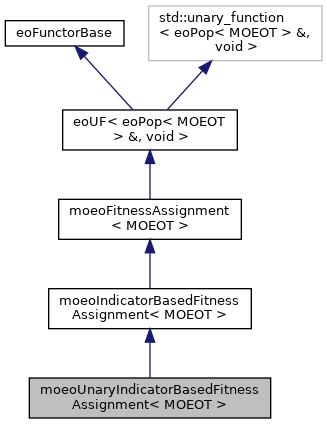 eoFunctorBase
std::unary_function
< eoPop< MOEOT > &,
void >
eoUF< eoPop< MOEOT
> &, void >
moeoFitnessAssignment
< MOEOT >
moeoIndicatorBasedFitness
Assignment< MOEOT >
moeoUnaryIndicatorBasedFitness
Assignment< MOEOT >